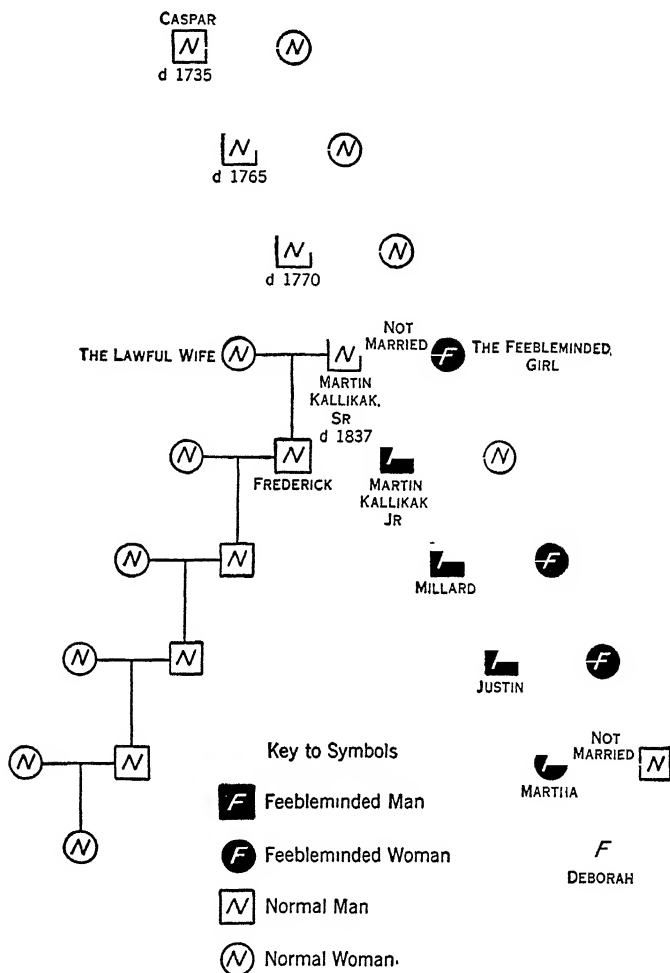 CASPAR
N N
d 1735
N N
d 1765
N N
d 1770
THE LAWFUL WIFE N N NOT MARRIED F THE FEEBLEMINDED,
GIRL
MARTIN
KALLIKAK,
SR
d 1837
N N N
FREDERICK
MARTIN
KALLIKAK
JR
N N F
MILLARD
N N F
JUSTIN
N N NOT
MARRIED N
MARTHA
N
Key to Symbols
F Feebleminded Man
F Feebleminded Woman
N Normal Man
N Normal Woman.
F
DEBORAH